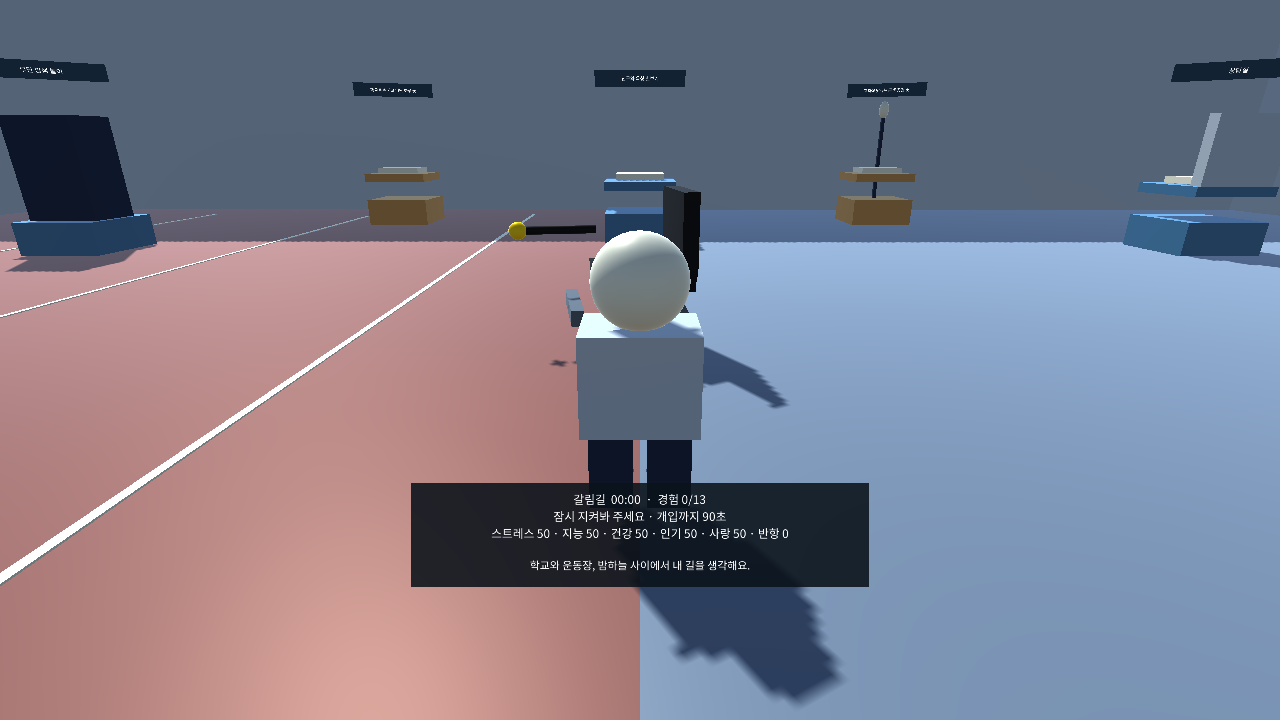 상담실
갈림길 00:00 · 경험 0/13
잠시 지켜봐 주세요 · 개입까지 90초
스트레스 50 · 지능 50 · 건강 50 · 인기 50 · 사랑 50 · 반항 0
학교와 운동장, 밤하늘 사이에서 내 길을 생각해요.